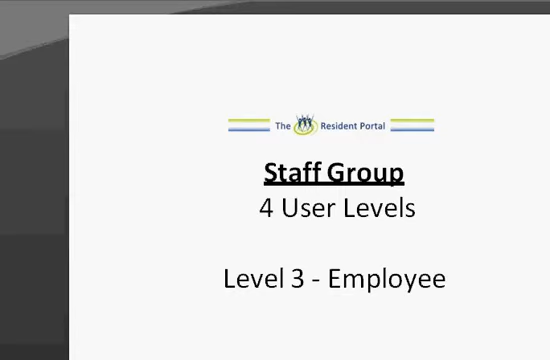 The Resident Portal
Staff Group
4 User Levels
Level 3 - Employee